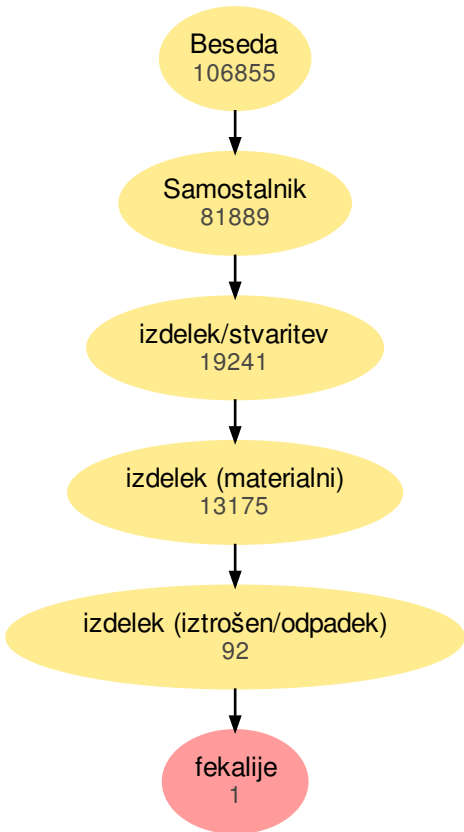 Beseda
106855
Samostalnik
81889
izdelek/stvaritev
19241
izdelek (materialni)
13175
izdelek (iztrošen/odpadek)
92
fekalije
1